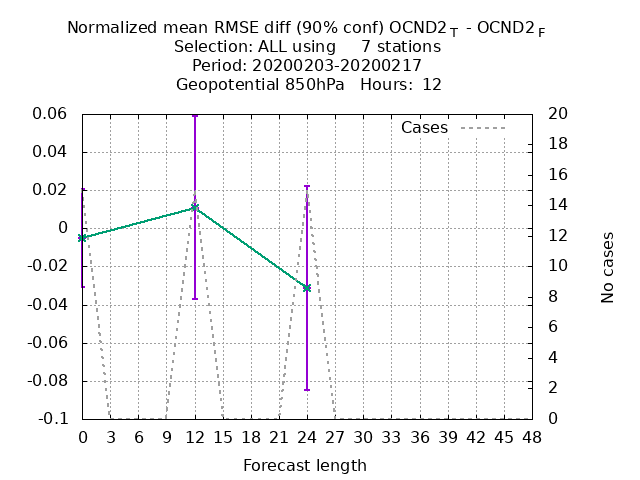 Normalized mean RMSE diff (90% conf) OCND2T - OCND2F
Selection: ALL using 7 stations
Period: 20200203-20200217
Geopotential 850hPa Hours: 12
Cases
0.06
0.04
0.02
0
-0.02
-0.04
-0.06
-0.08
-0.1
20
18
16
14
12
10
8
6
4
2
0
No cases
0 3 6 9 12 15 18 21 24 27 30 33 36 39 42 45 48
Forecast length